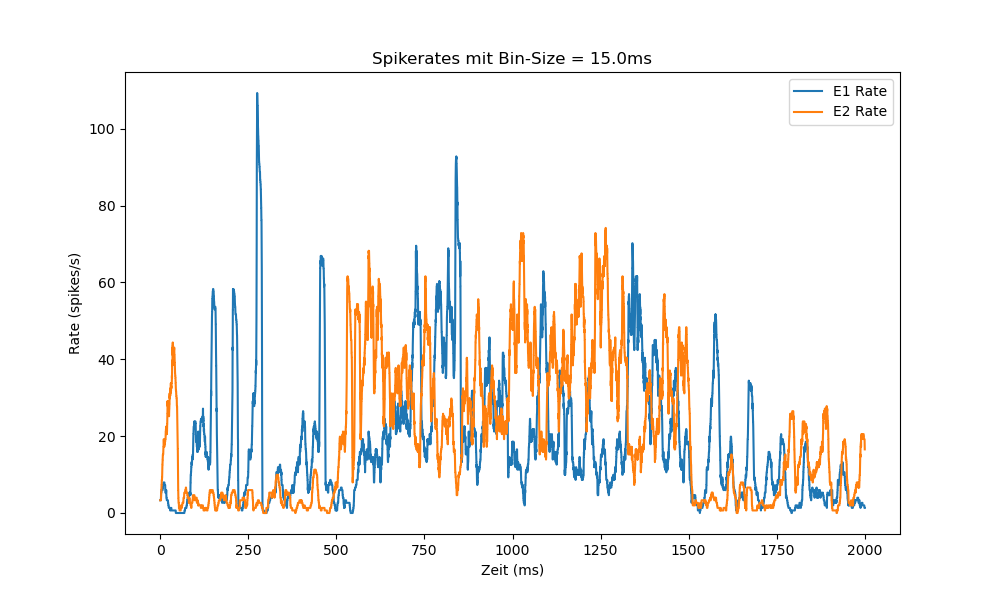 Spikerates mit Bin-Size = 15.0ms
E1 Rate
E2 Rate
Rate (spikes/s)
100
80
60
40
20
0
0 250 500 750 1000 1250 1500 1750 2000
Zeit (ms)